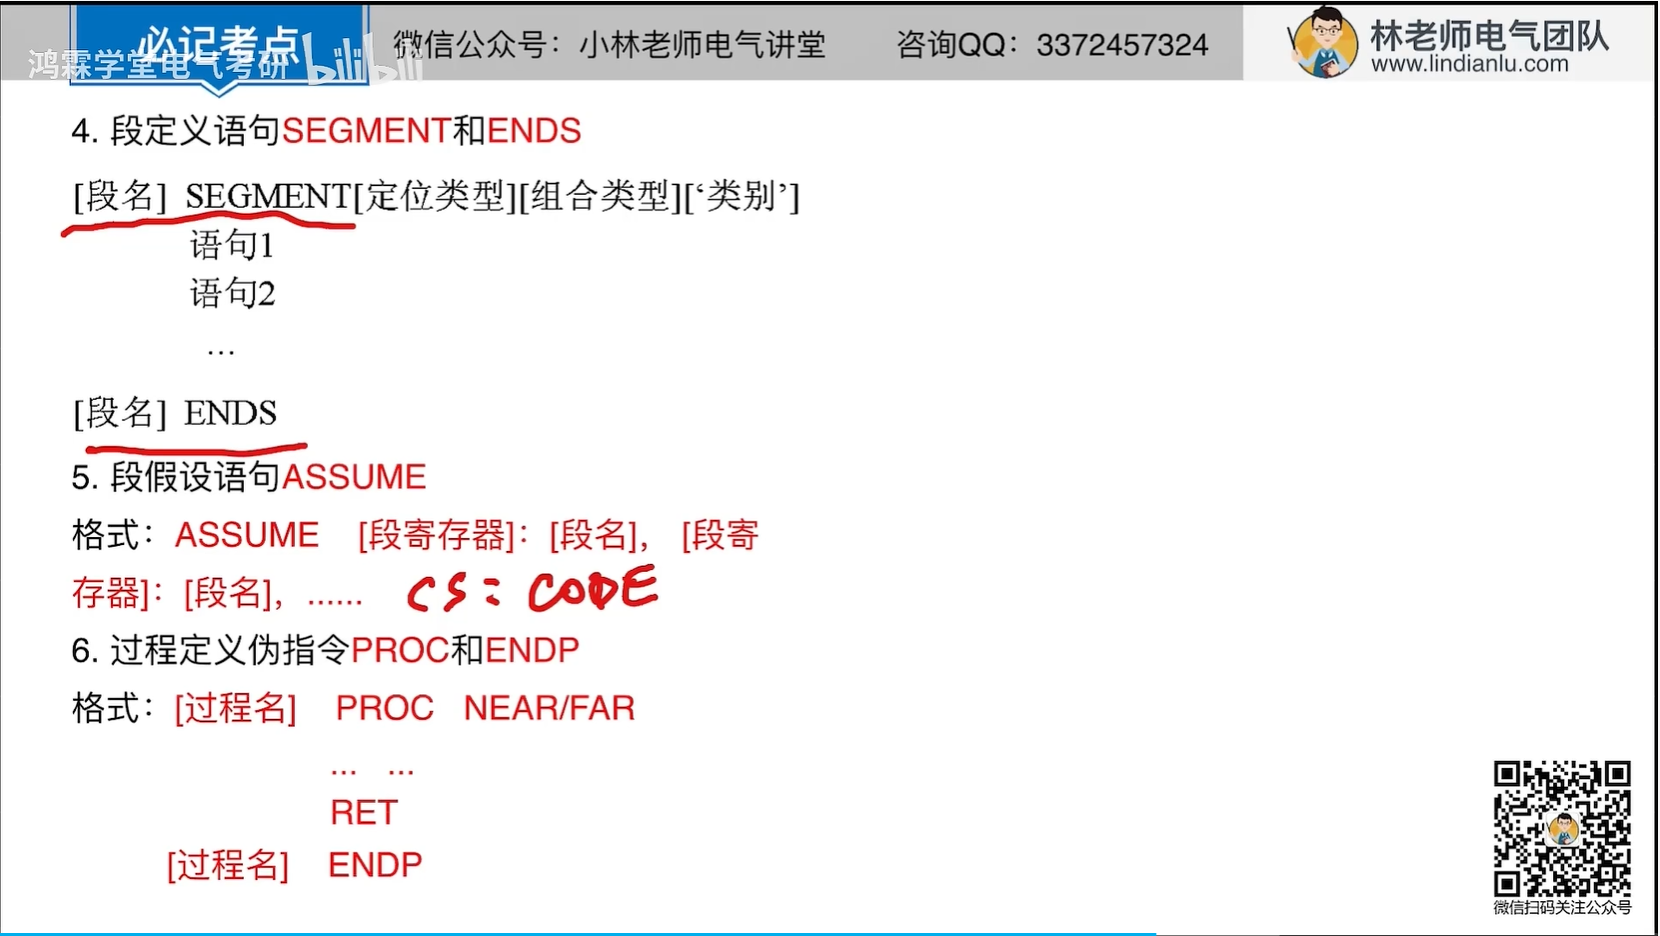 必记考点
鸿霖学堂电气考研 bilibili
微信公众号：小林老师电气讲堂 咨询QQ：3372457324
林老师电气团队
www.lindianlu.com
4. 段定义语句SEGMENT和ENDS
[段名] SEGMENT[定位类型][组合类型][‘类别’]
语句1
语句2
…
[段名] ENDS
5. 段假设语句ASSUME
格式：ASSUME [段寄存器]：[段名]， [段寄
存器]：[段名]，…… CS: CODE
6. 过程定义伪指令PROC和ENDP
格式：[过程名] PROC NEAR/FAR
... ...
RET
[过程名] ENDP
微信扫码关注公众号